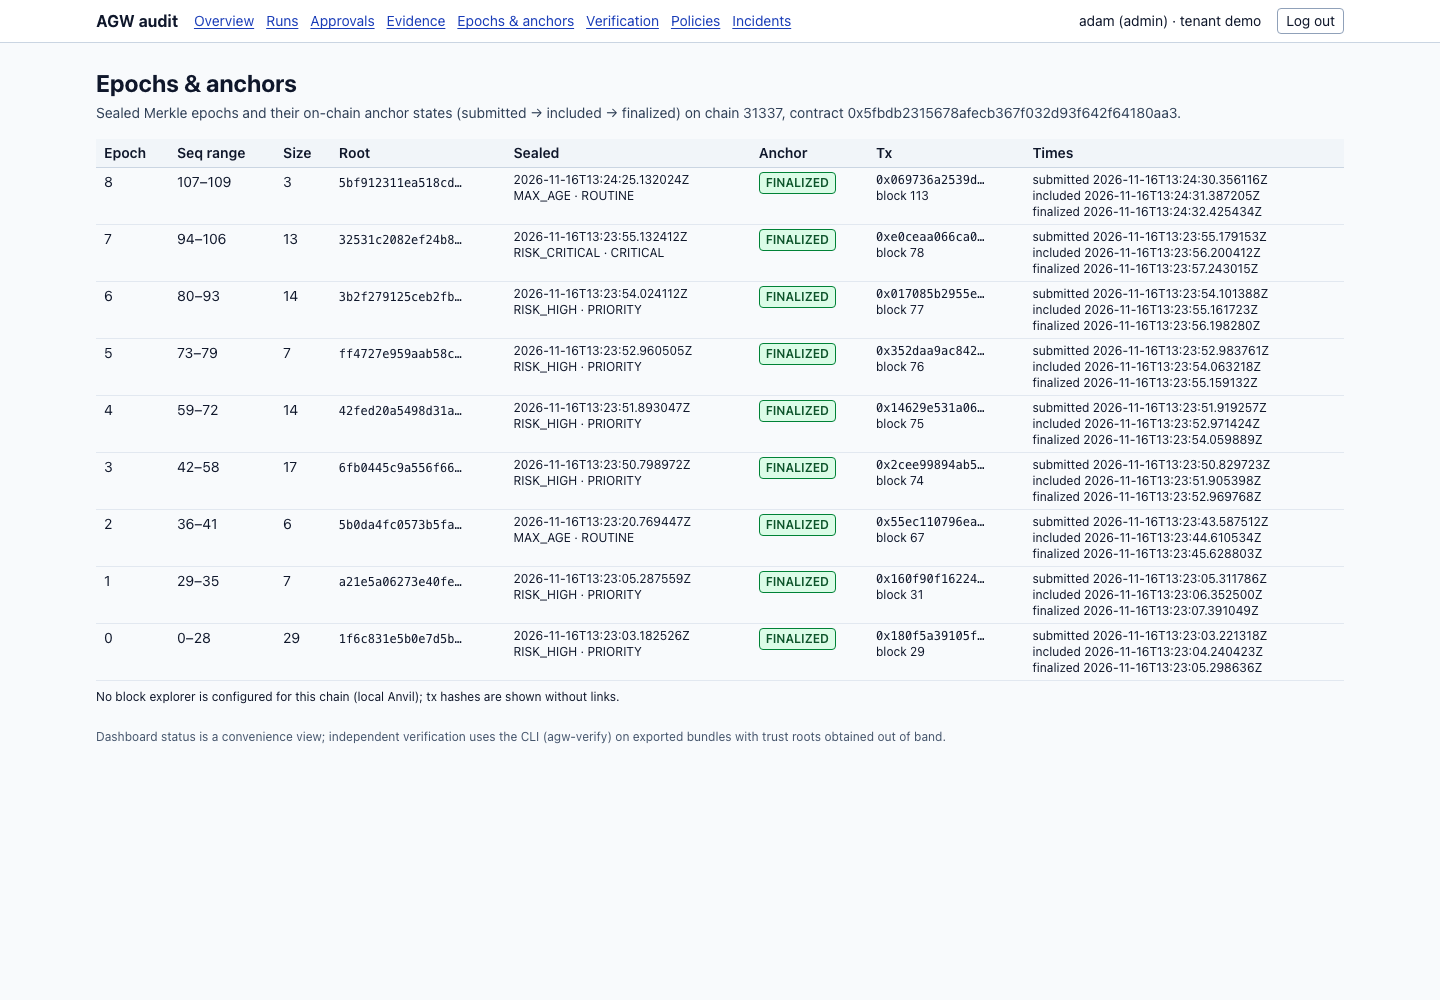 AGW audit Overview Runs Approvals Evidence Epochs & anchors Verification Policies Incidents adam (admin) · tenant demo Log out
Epochs & anchors
Sealed Merkle epochs and their on-chain anchor states (submitted → included → finalized) on chain 31337, contract 0x5fbdb2315678afecb367f032d93f642f64180aa3.
Epoch Seq range Size Root Sealed Anchor Tx Times
8 107–109 3 5bf912311ea518cd… 2026-11-16T13:24:25.132024Z FINALIZED 0x069736a2539d… submitted 2026-11-16T13:24:30.356116Z
MAX_AGE · ROUTINE block 113 included 2026-11-16T13:24:31.387205Z
finalized 2026-11-16T13:24:32.425434Z
7 94–106 13 32531c2082ef24b8… 2026-11-16T13:23:55.132412Z FINALIZED 0xe0ceaa066ca0… submitted 2026-11-16T13:23:55.179153Z
RISK_CRITICAL · CRITICAL block 78 included 2026-11-16T13:23:56.200412Z
finalized 2026-11-16T13:23:57.243015Z
6 80–93 14 3b2f279125ceb2fb… 2026-11-16T13:23:54.024112Z FINALIZED 0x017085b2955e… submitted 2026-11-16T13:23:54.101388Z
RISK_HIGH · PRIORITY block 77 included 2026-11-16T13:23:55.161723Z
finalized 2026-11-16T13:23:56.198280Z
5 73–79 7 ff4727e959aab58c… 2026-11-16T13:23:52.960505Z FINALIZED 0x352daa9ac842… submitted 2026-11-16T13:23:52.983761Z
RISK_HIGH · PRIORITY block 76 included 2026-11-16T13:23:54.063218Z
finalized 2026-11-16T13:23:55.159132Z
4 59–72 14 42fed20a5498d31a… 2026-11-16T13:23:51.893047Z FINALIZED 0x14629e531a06… submitted 2026-11-16T13:23:51.919257Z
RISK_HIGH · PRIORITY block 75 included 2026-11-16T13:23:52.971424Z
finalized 2026-11-16T13:23:54.059889Z
3 42–58 17 6fb0445c9a556f66… 2026-11-16T13:23:50.798972Z FINALIZED 0x2cee99894ab5… submitted 2026-11-16T13:23:50.829723Z
RISK_HIGH · PRIORITY block 74 included 2026-11-16T13:23:51.905398Z
finalized 2026-11-16T13:23:52.969768Z
2 36–41 6 5b0da4fc0573b5fa… 2026-11-16T13:23:20.769447Z FINALIZED 0x55ec110796ea… submitted 2026-11-16T13:23:43.587512Z
MAX_AGE · ROUTINE block 67 included 2026-11-16T13:23:44.610534Z
finalized 2026-11-16T13:23:45.628803Z
1 29–35 7 a21e5a06273e40fe… 2026-11-16T13:23:05.287559Z FINALIZED 0x160f90f16224… submitted 2026-11-16T13:23:05.311786Z
RISK_HIGH · PRIORITY block 31 included 2026-11-16T13:23:06.352500Z
finalized 2026-11-16T13:23:07.391049Z
0 0–28 29 1f6c831e5b0e7d5b… 2026-11-16T13:23:03.182526Z FINALIZED 0x180f5a39105f… submitted 2026-11-16T13:23:03.221318Z
RISK_HIGH · PRIORITY block 29 included 2026-11-16T13:23:04.240423Z
finalized 2026-11-16T13:23:05.298636Z
No block explorer is configured for this chain (local Anvil); tx hashes are shown without links.
Dashboard status is a convenience view; independent verification uses the CLI (agw-verify) on exported bundles with trust roots obtained out of band.